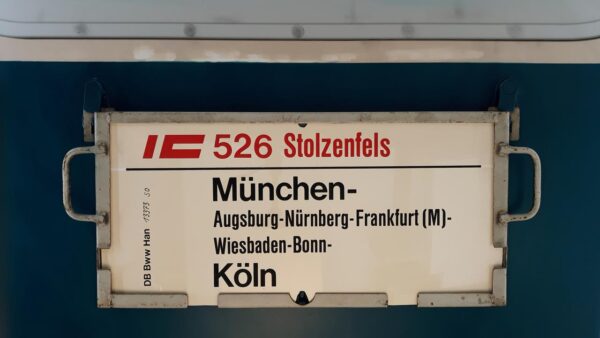 IC 526 Stolzenfels
München-
Augsburg-Nürnberg-Frankfurt (M)-
Wiesbaden-Bonn-
Köln
DB Bww Han